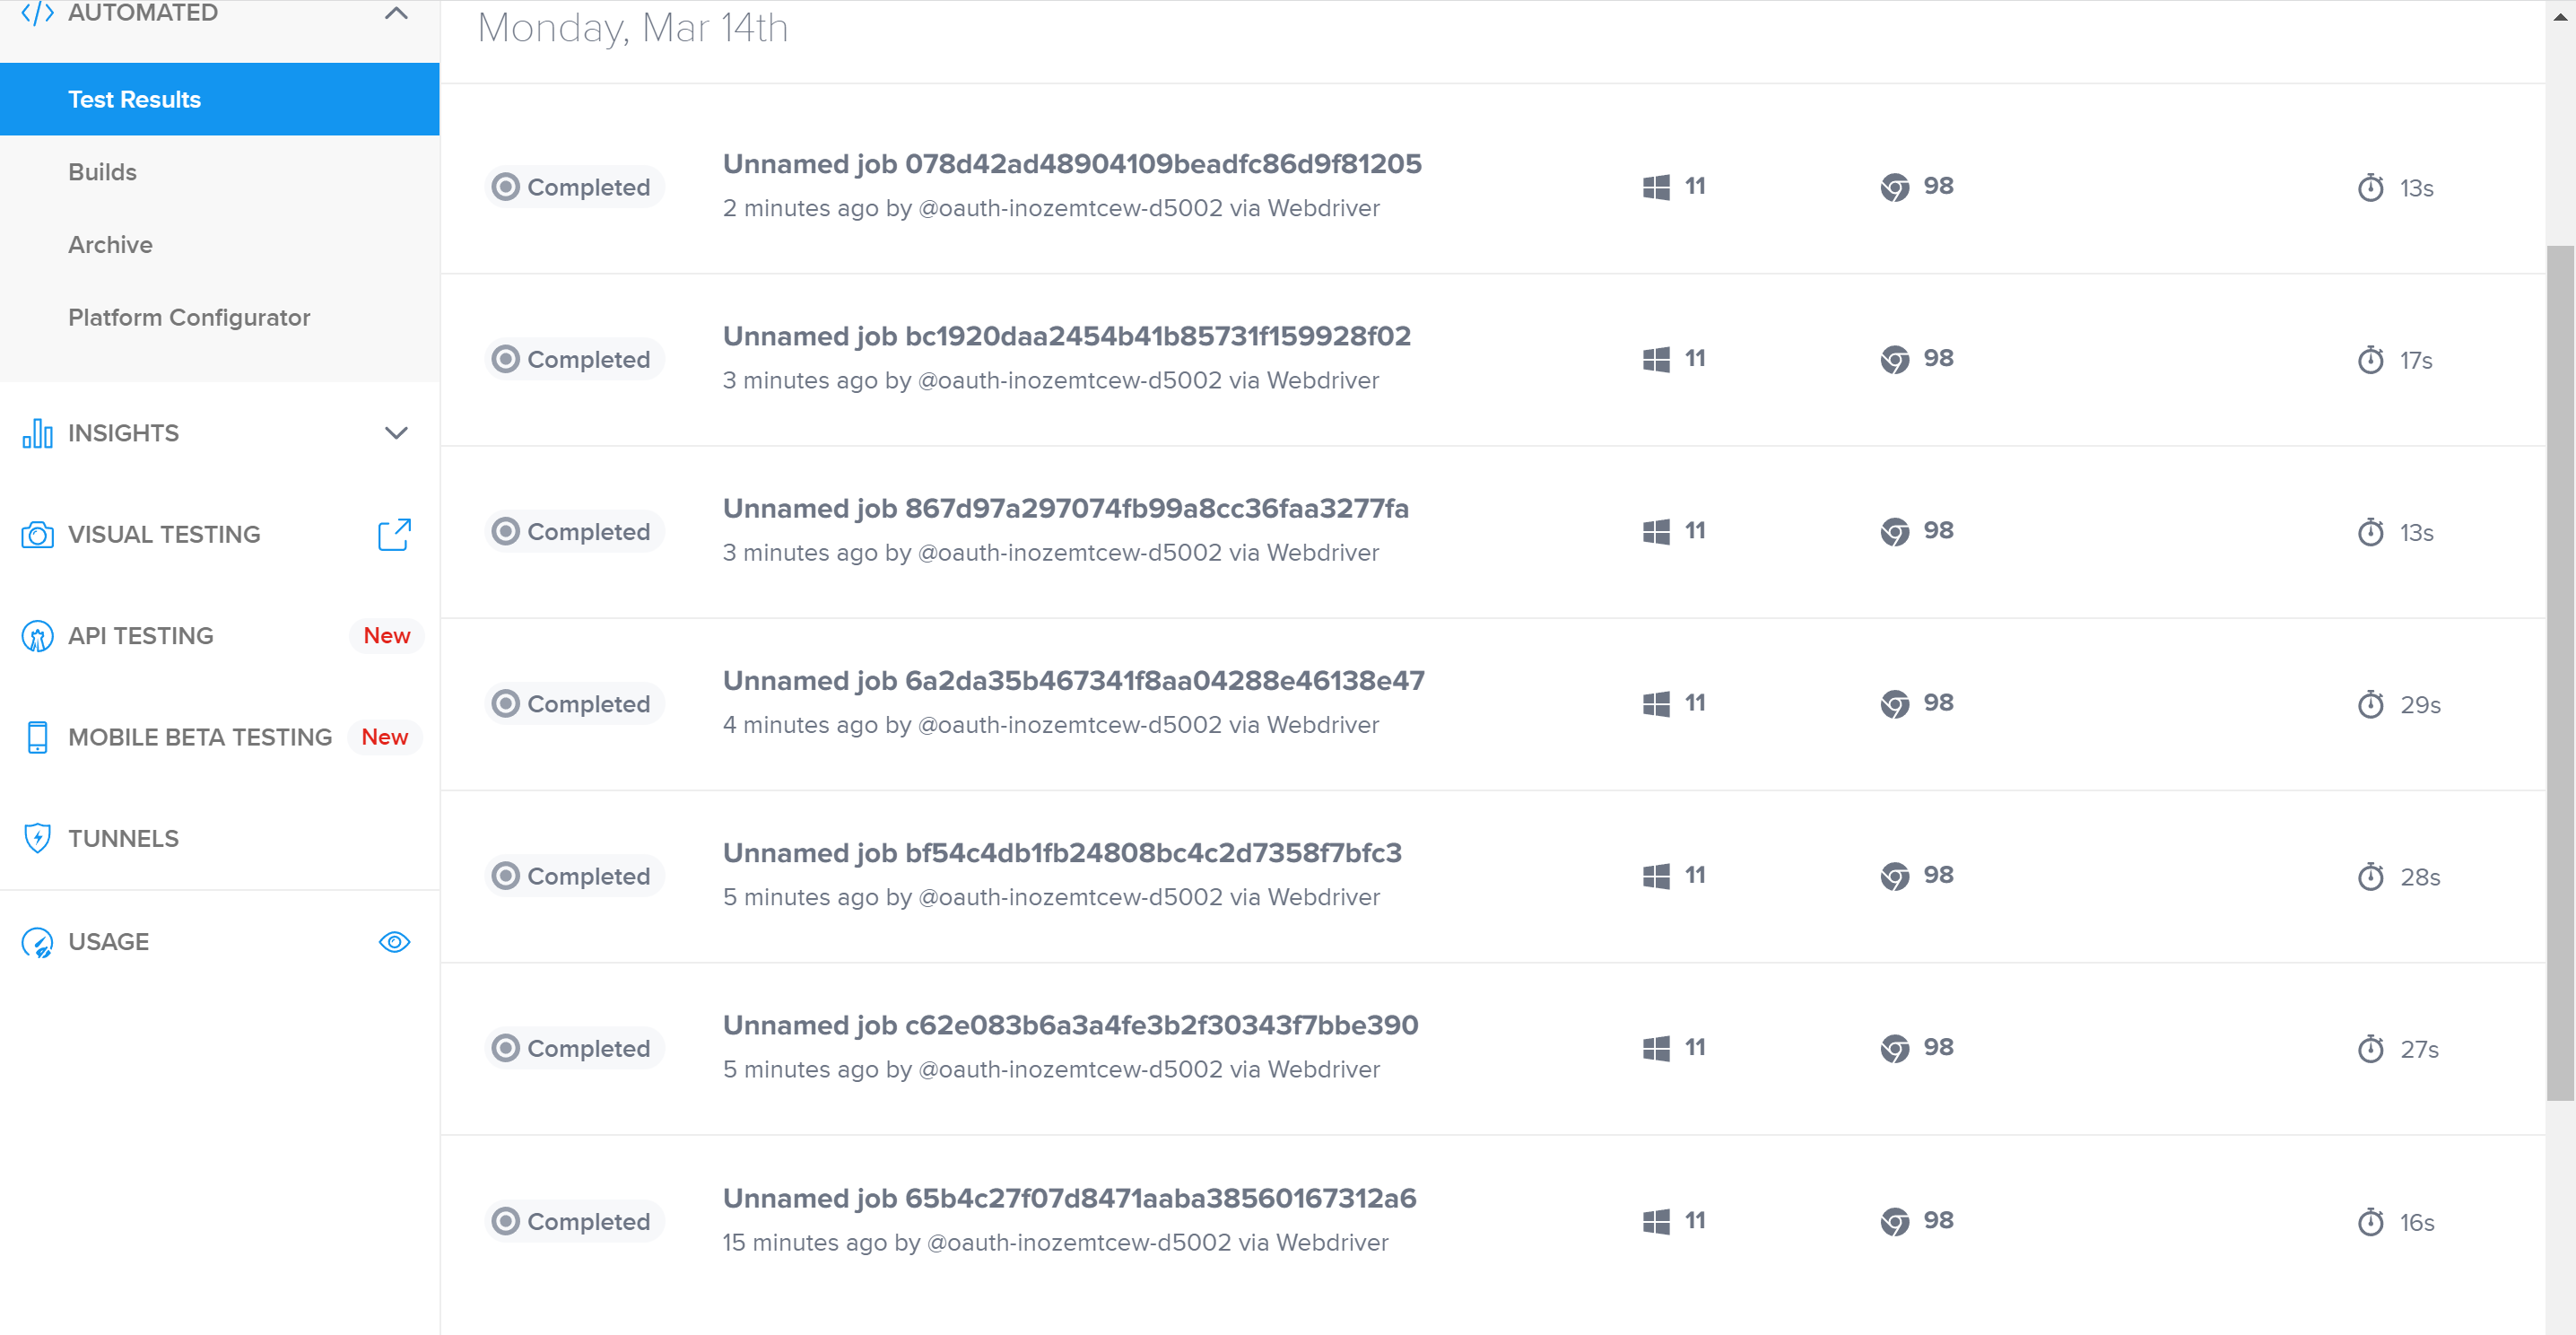 AUTOMATED
Test Results
Builds
Archive
Platform Configurator
INSIGHTS
VISUAL TESTING
API TESTING New
MOBILE BETA TESTING New
TUNNELS
USAGE
Monday, Mar 14th
Completed Unnamed job 078d42ad48904109beadfc86d9f81205 11 98 13s
2 minutes ago by @oauth-inozemtcew-d5002 via Webdriver
Completed Unnamed job bc1920daa2454b41b85731f159928f02 11 98 17s
3 minutes ago by @oauth-inozemtcew-d5002 via Webdriver
Completed Unnamed job 867d97a297074fb99a8cc36faa3277fa 11 98 13s
3 minutes ago by @oauth-inozemtcew-d5002 via Webdriver
Completed Unnamed job 6a2da35b467341f8aa04288e46138e47 11 98 29s
4 minutes ago by @oauth-inozemtcew-d5002 via Webdriver
Completed Unnamed job bf54c4db1fb24808bc4c2d7358f7bfc3 11 98 28s
5 minutes ago by @oauth-inozemtcew-d5002 via Webdriver
Completed Unnamed job c62e083b6a3a4fe3b2f30343f7bbe390 11 98 27s
5 minutes ago by @oauth-inozemtcew-d5002 via Webdriver
Completed Unnamed job 65b4c27f07d8471aaba38560167312a6 11 98 16s
15 minutes ago by @oauth-inozemtcew-d5002 via Webdriver